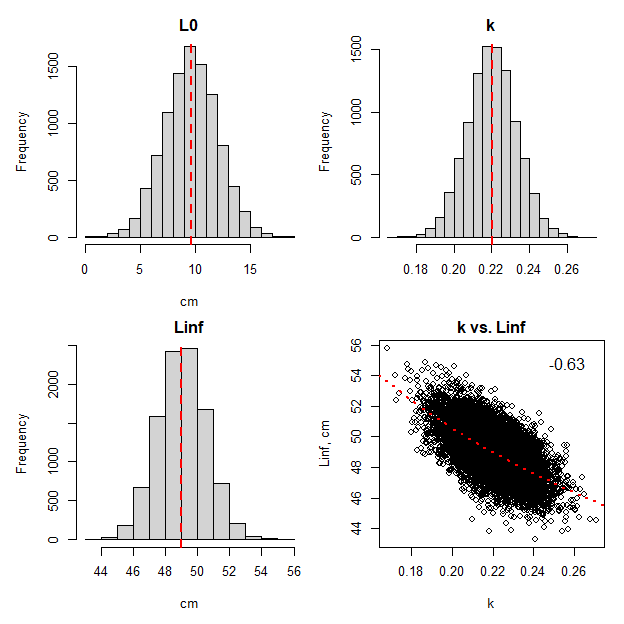 L0
Frequency
0 500 1000 1500
0 5 10 15
cm
k
Frequency
0 500 1000 1500
0.18 0.20 0.22 0.24 0.26
Linf
Frequency
0 500 1000 2000
44 46 48 50 52 54 56
cm
k vs. Linf
-0.63
Linf, cm
44 46 48 50 52 54 56
0.18 0.20 0.22 0.24 0.26
k